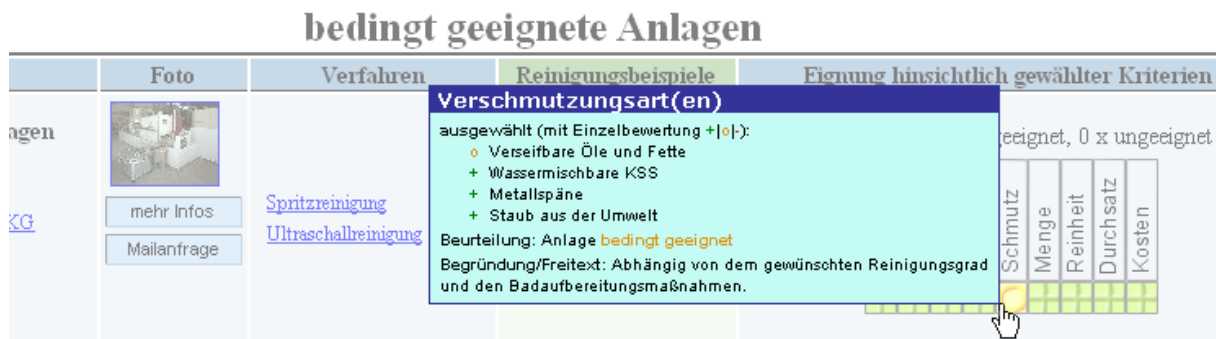 bedingt geeignete Anlagen
Foto Verfahren Reinigungsbeispiele Eignung hinsichtlich gewählter Kriterien
Verschmutzungsart(en)
ausgewählt (mit Einzelbewertung +|o|-):
o Verseifbare Öle und Fette
+ Wassermischbare KSS
+ Metallspäne
+ Staub aus der Umwelt
Beurteilung: Anlage bedingt geeignet
Begründung/Freitext: Abhängig von dem gewünschten Reinigungsgrad
und den Badaufbereitungsmaßnahmen.
agen
KG
mehr Infos
Mailanfrage
Spritzreinigung
Ultraschallreinigung
eeignet, 0 x ungeeignet
Schmutz
Menge
Reinheit
Durchsatz
Kosten